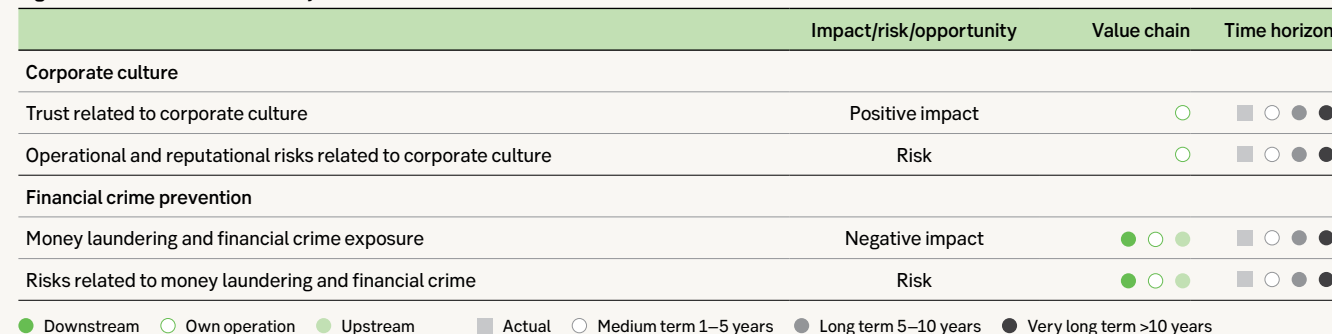 Impact/risk/opportunity Value chain Time horizon
Corporate culture
Trust related to corporate culture Positive impact
Operational and reputational risks related to corporate culture Risk
Financial crime prevention
Money laundering and financial crime exposure Negative impact
Risks related to money laundering and financial crime Risk
Downstream Own operation Upstream Actual Medium term 1–5 years Long term 5–10 years Very long term >10 years